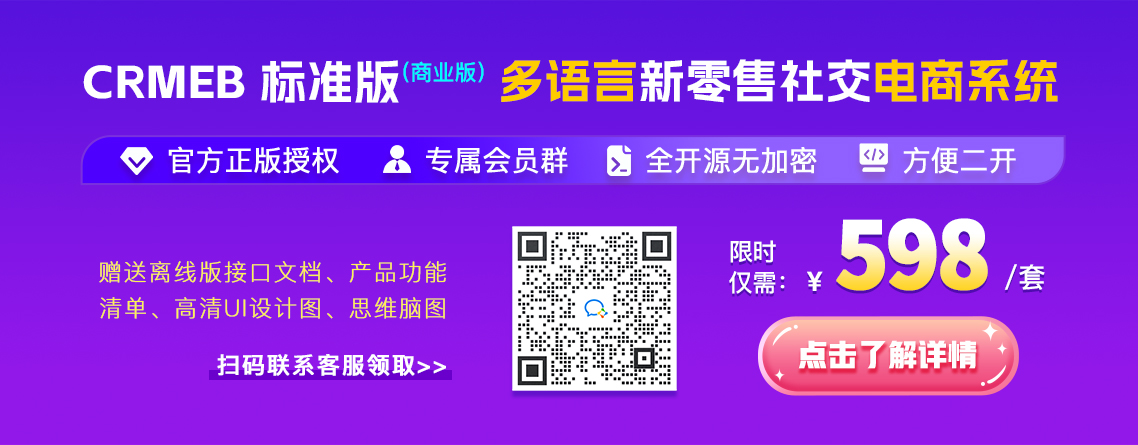 CRMEB 标准版(商业版) 多语言新零售社交电商系统
官方正版授权 专属会员群 全开源无加密 方便二开
赠送离线版接口文档、产品功能
清单、高清UI设计图、思维脑图
扫码联系客服领取>>
限时
仅需：¥ 598 /套
点击了解详情